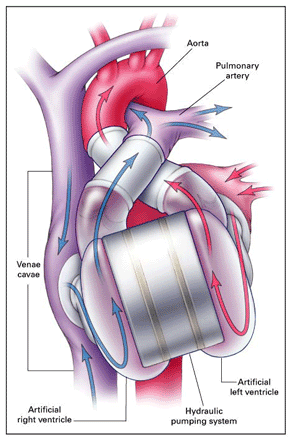 Aorta
Pulmonary
artery
Venae
cavae
Artificial
right ventricle
Hydraulic
pumping system
Artificial
left ventricle